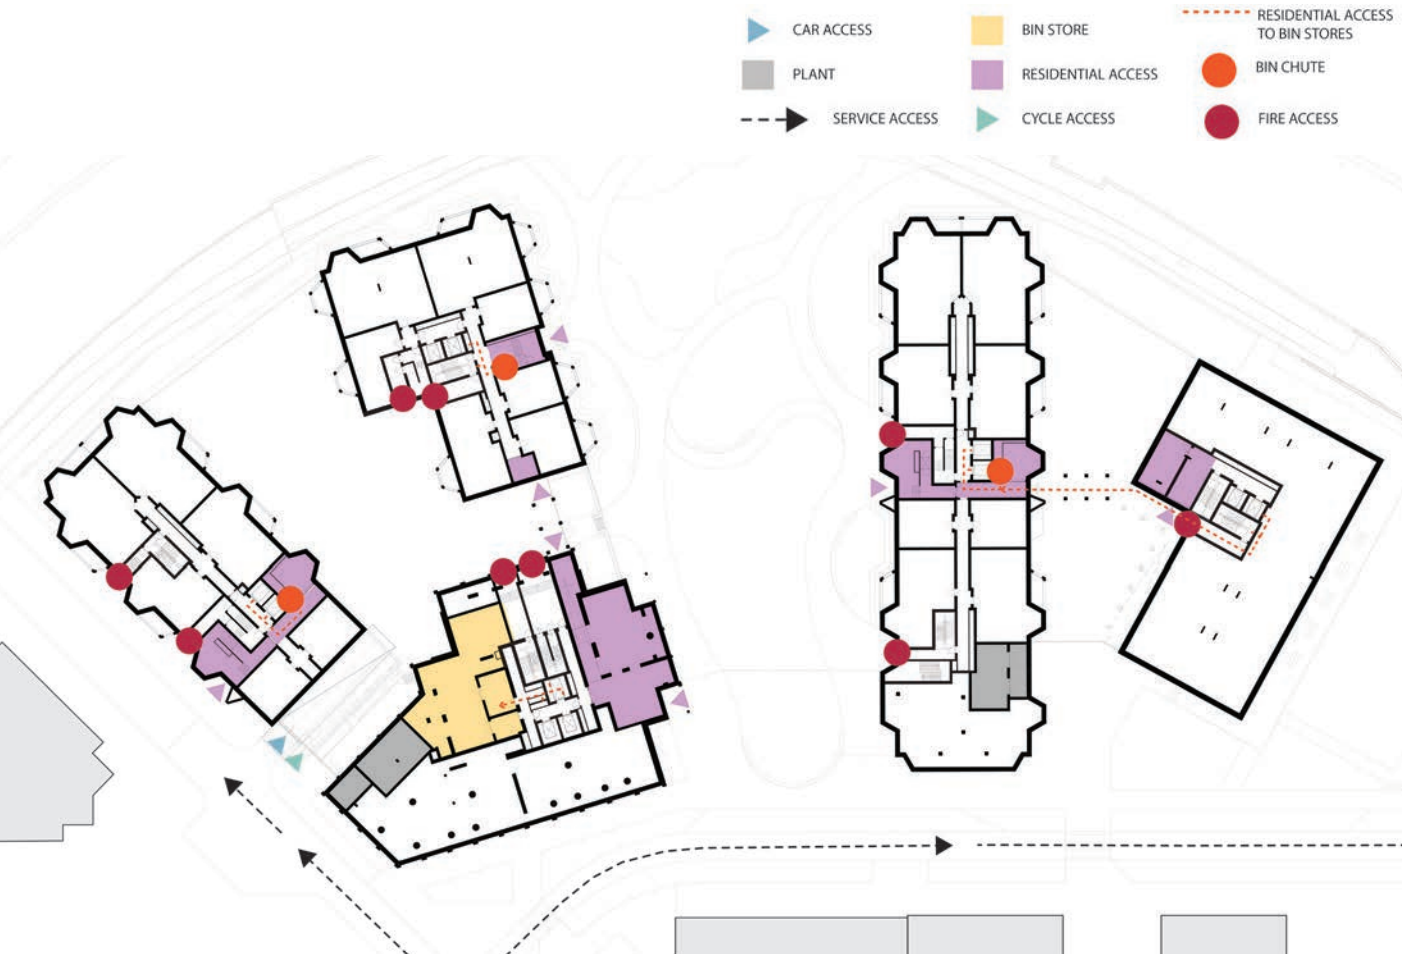 CAR ACCESS
BIN STORE
RESIDENTIAL ACCESS
TO BIN STORES
PLANT
RESIDENTIAL ACCESS
BIN CHUTE
SERVICE ACCESS
CYCLE ACCESS
FIRE ACCESS